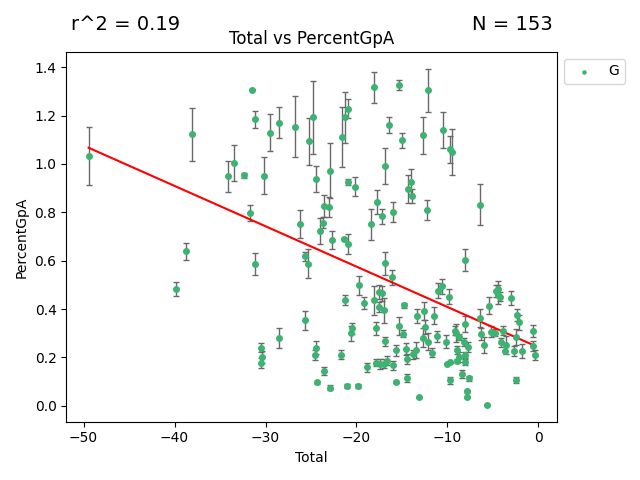 r^2 = 0.19 N = 153
Total vs PercentGpA
G
1.4
1.2
1.0
0.8
0.6
0.4
0.2
0.0
PercentGpA
−50 −40 −30 −20 −10 0
Total